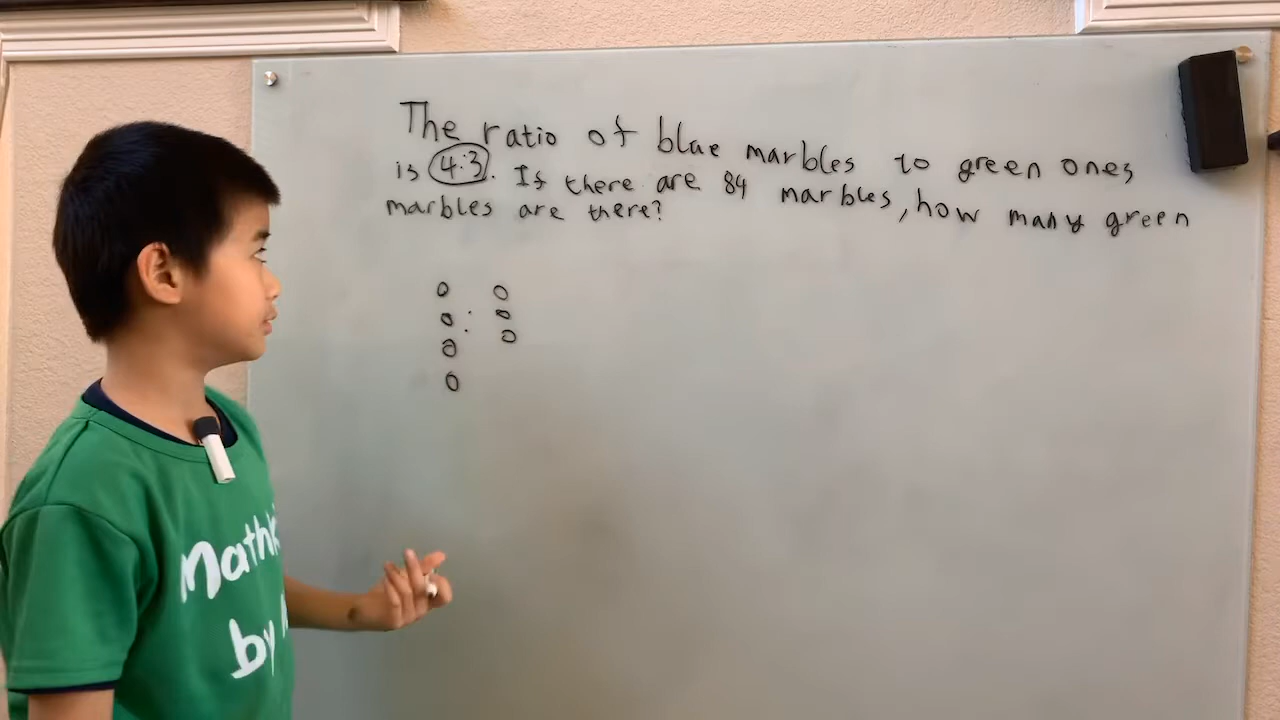 The ratio of blue marbles to green ones
is 4:3. If there are 84 marbles, how many green
marbles are there?
:
Math
by